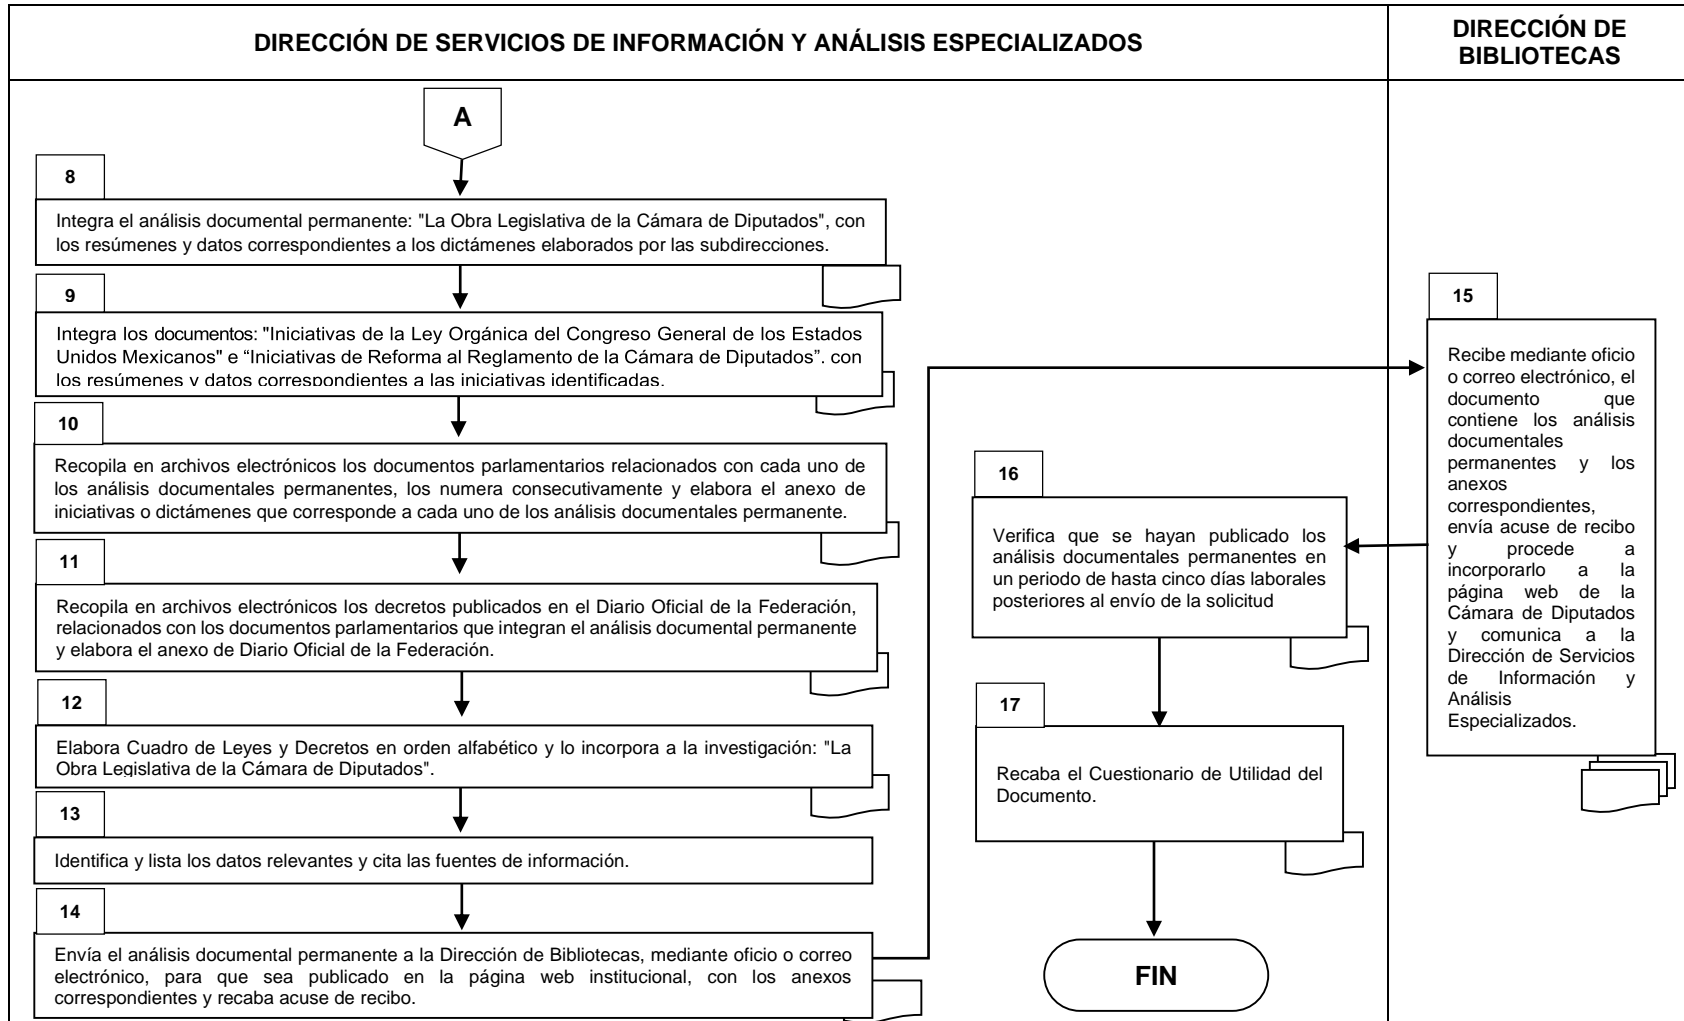 DIRECCIÓN DE SERVICIOS DE INFORMACIÓN Y ANÁLISIS ESPECIALIZADOS
DIRECCIÓN DE
BIBLIOTECAS
A
8
Integra el análisis documental permanente: "La Obra Legislativa de la Cámara de Diputados", con
los resúmenes y datos correspondientes a los dictámenes elaborados por las subdirecciones.
9
Integra los documentos: "Iniciativas de la Ley Orgánica del Congreso General de los Estados
Unidos Mexicanos" e “Iniciativas de Reforma al Reglamento de la Cámara de Diputados”. con
los resúmenes y datos correspondientes a las iniciativas identificadas.
10
Recopila en archivos electrónicos los documentos parlamentarios relacionados con cada uno de
los análisis documentales permanentes, los numera consecutivamente y elabora el anexo de
iniciativas o dictámenes que corresponde a cada uno de los análisis documentales permanente.
11
Recopila en archivos electrónicos los decretos publicados en el Diario Oficial de la Federación,
relacionados con los documentos parlamentarios que integran el análisis documental permanente
y elabora el anexo de Diario Oficial de la Federación.
12
Elabora Cuadro de Leyes y Decretos en orden alfabético y lo incorpora a la investigación: "La
Obra Legislativa de la Cámara de Diputados".
13
Identifica y lista los datos relevantes y cita las fuentes de información.
14
Envía el análisis documental permanente a la Dirección de Bibliotecas, mediante oficio o correo
electrónico, para que sea publicado en la página web institucional, con los anexos
correspondientes y recaba acuse de recibo.
15
Recibe mediante oficio
o correo electrónico, el
documento que
contiene los análisis
documentales
permanentes y los
anexos
correspondientes,
envía acuse de recibo
y procede a
incorporarlo a la
página web de la
Cámara de Diputados
y comunica a la
Dirección de Servicios
de Información y
Análisis
Especializados.
16
Verifica que se hayan publicado los
análisis documentales permanentes en
un periodo de hasta cinco días laborales
posteriores al envío de la solicitud
17
Recaba el Cuestionario de Utilidad del
Documento.
FIN